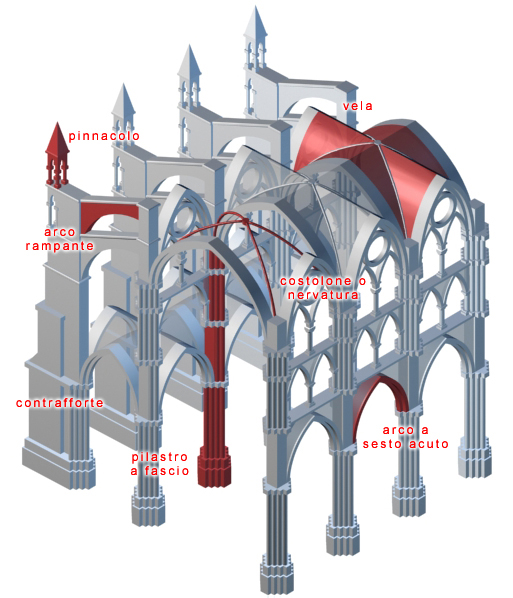 vela
pinnacolo
arco
rampante
costolone o
nervatura
contrafforte
arco a
sesto acuto
pilastro
a fascio